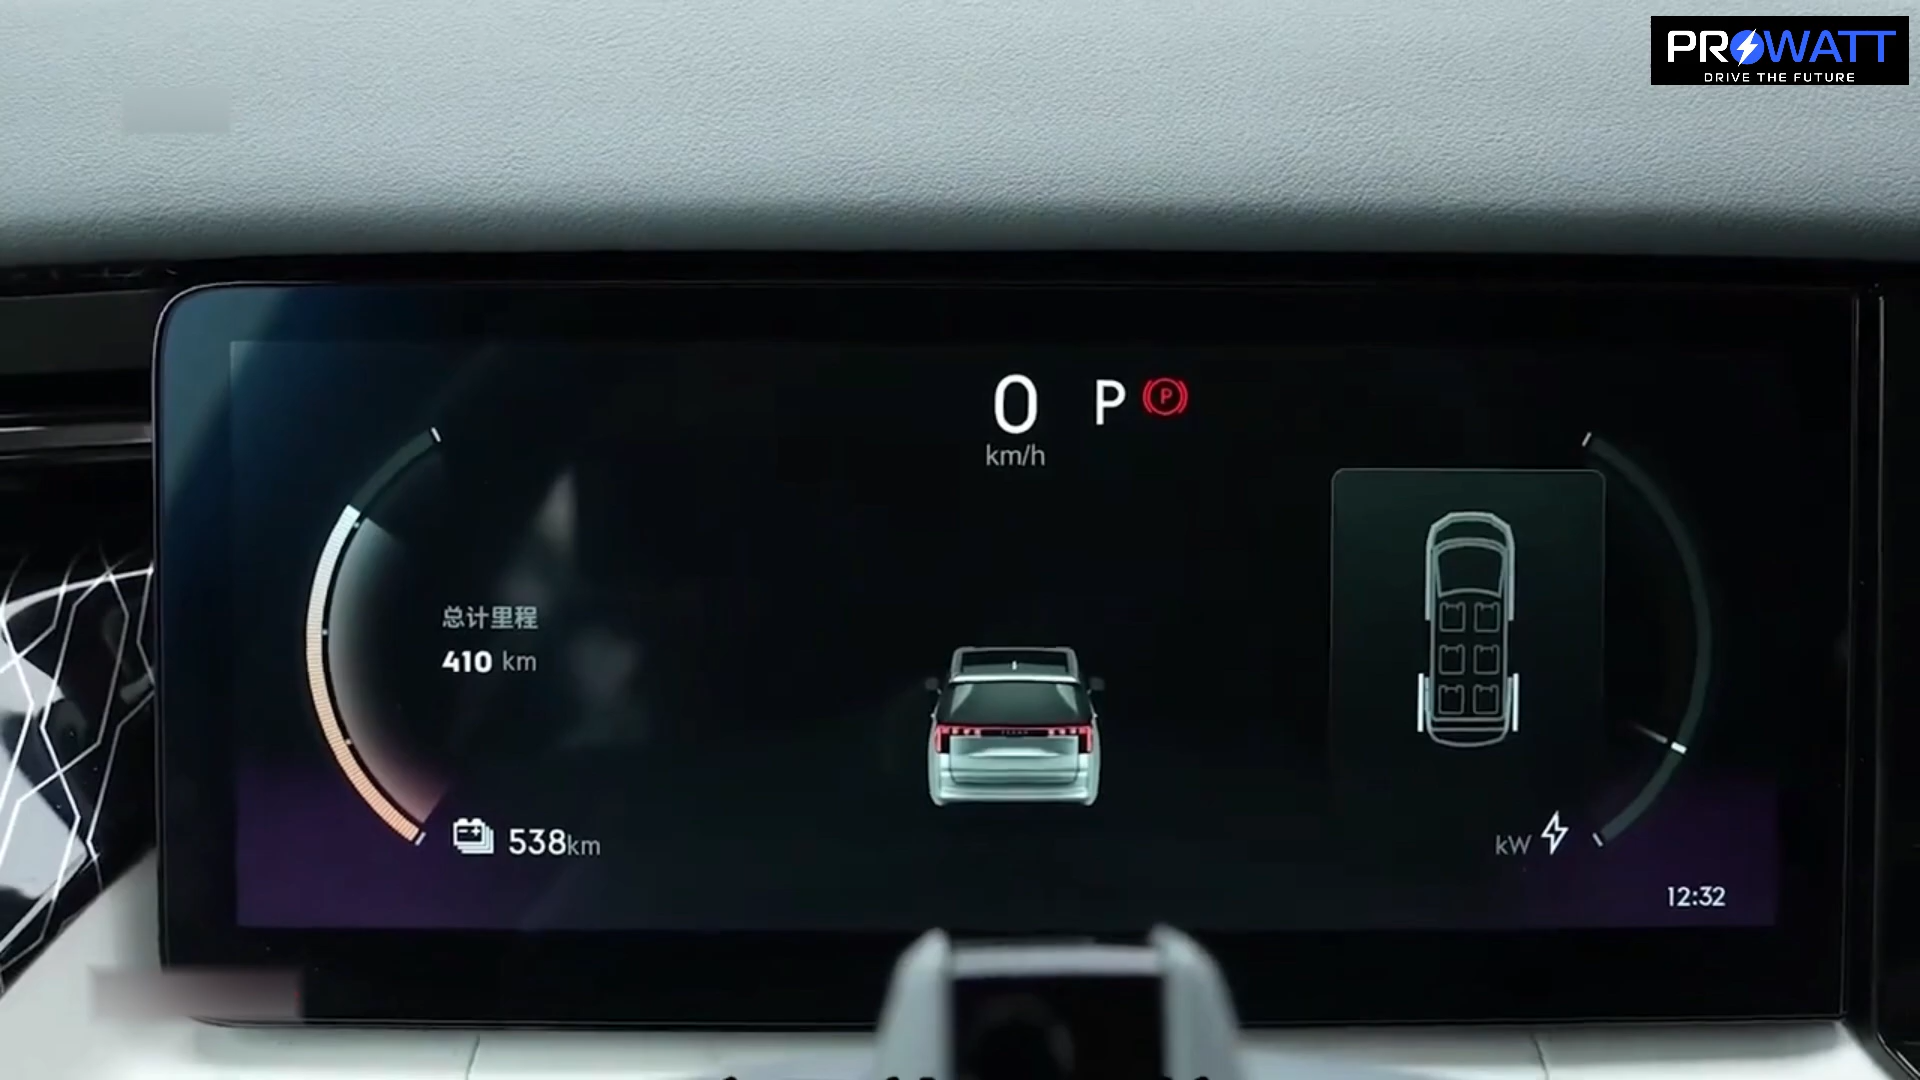 PROWATT
DRIVE THE FUTURE
0 P
km/h
P
总计里程
410 km
538km
kW
12:32